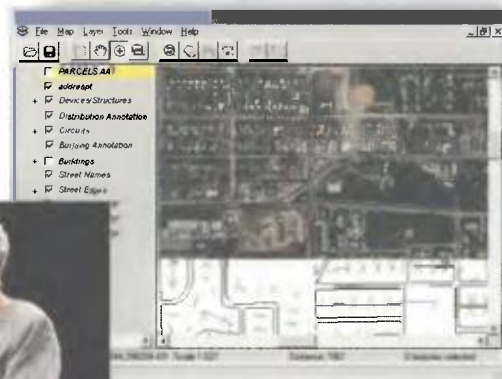 File Map Layer Tools Window Help
PARCELS AA
addrespt
Devices/Structures
Distribution Annotation
Circuits
Building Annotation
Buildings
Street Names
Street Edges